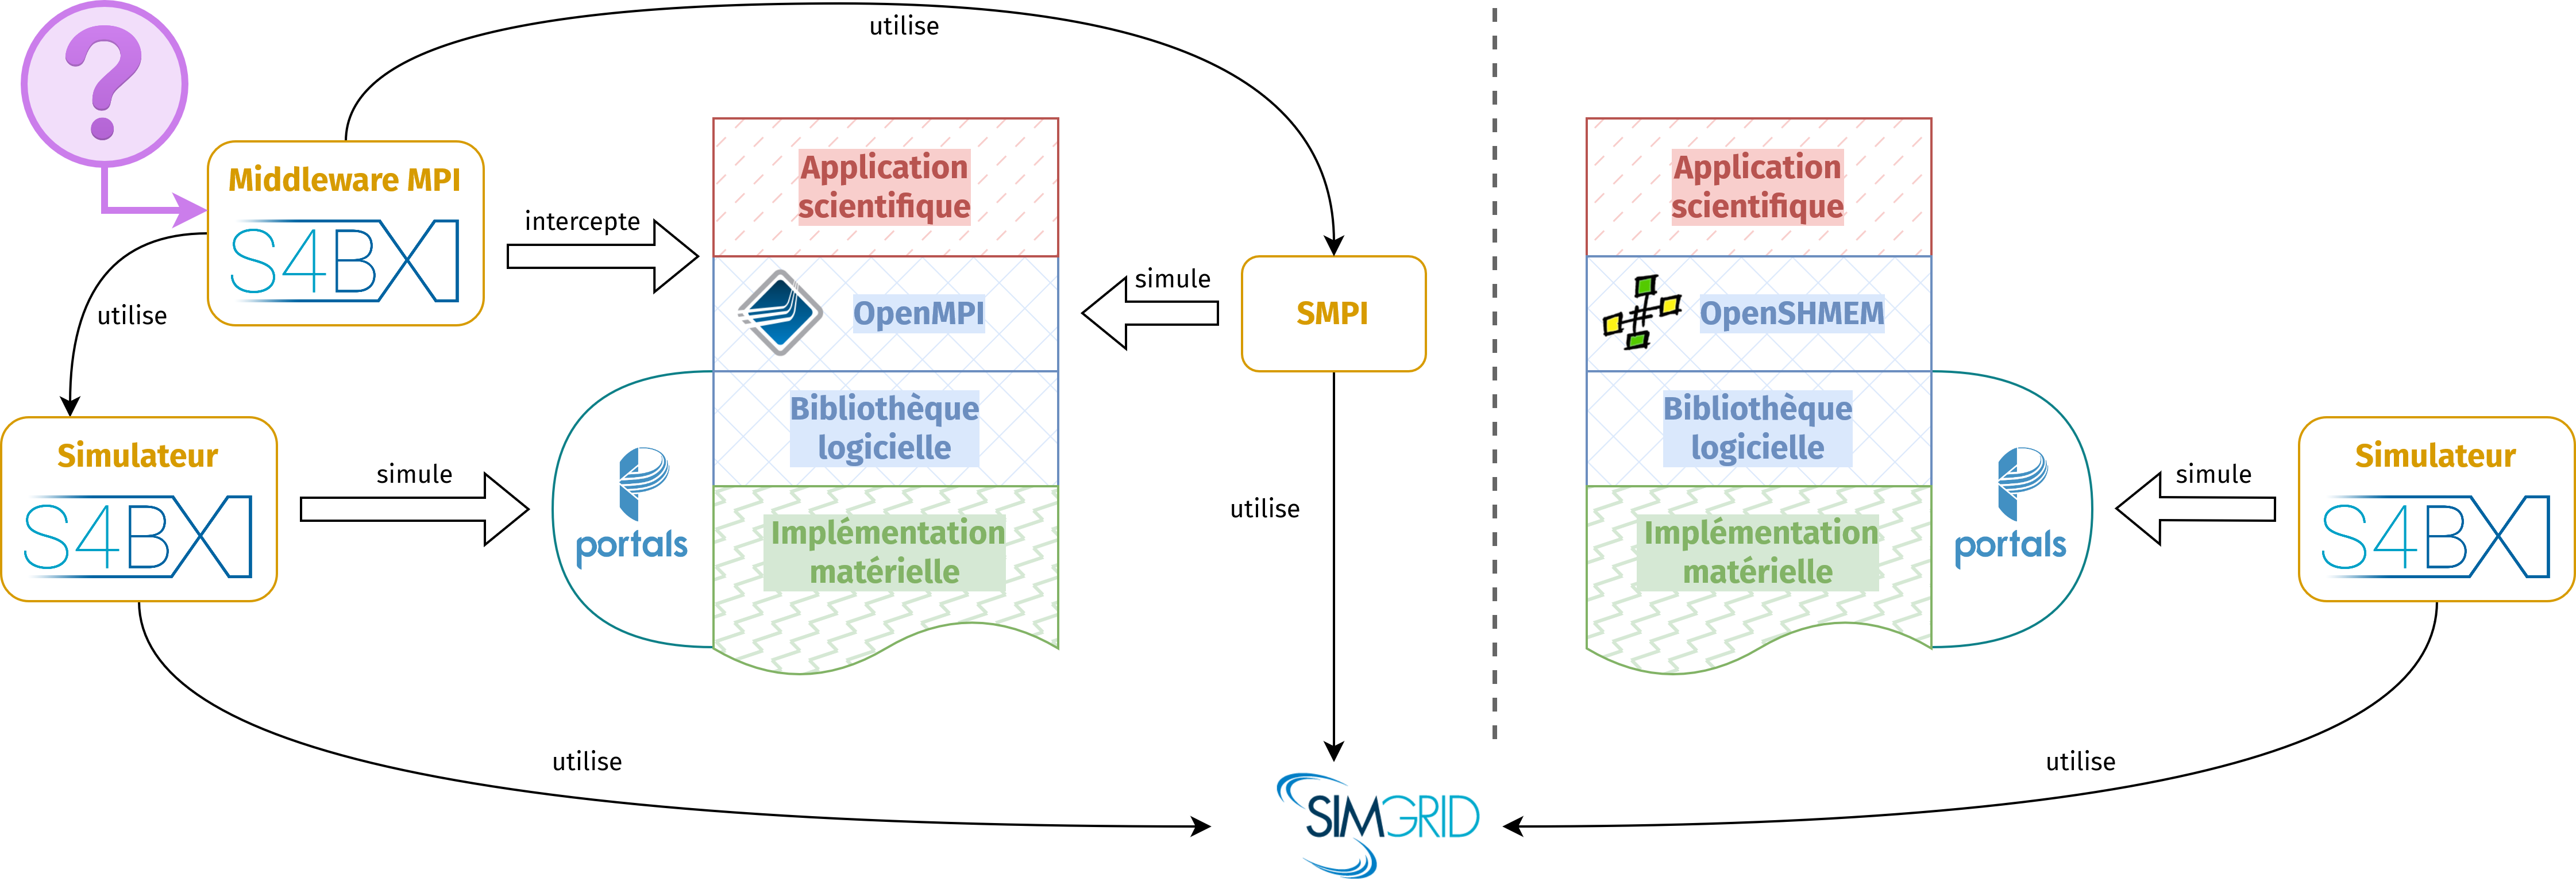 utilise
?
Middleware MPI
S4BXI
intercepte
utilise
Simulateur
S4BXI
simule
utilise
Application
scientifique
OpenMPI
Bibliothèque
logicielle
Implémentation
matérielle
portals
simule
SMPI
utilise
SIMGRID
Application
scientifique
OpenSHMEM
Bibliothèque
logicielle
Implémentation
matérielle
portals
simule
Simulateur
S4BXI
utilise